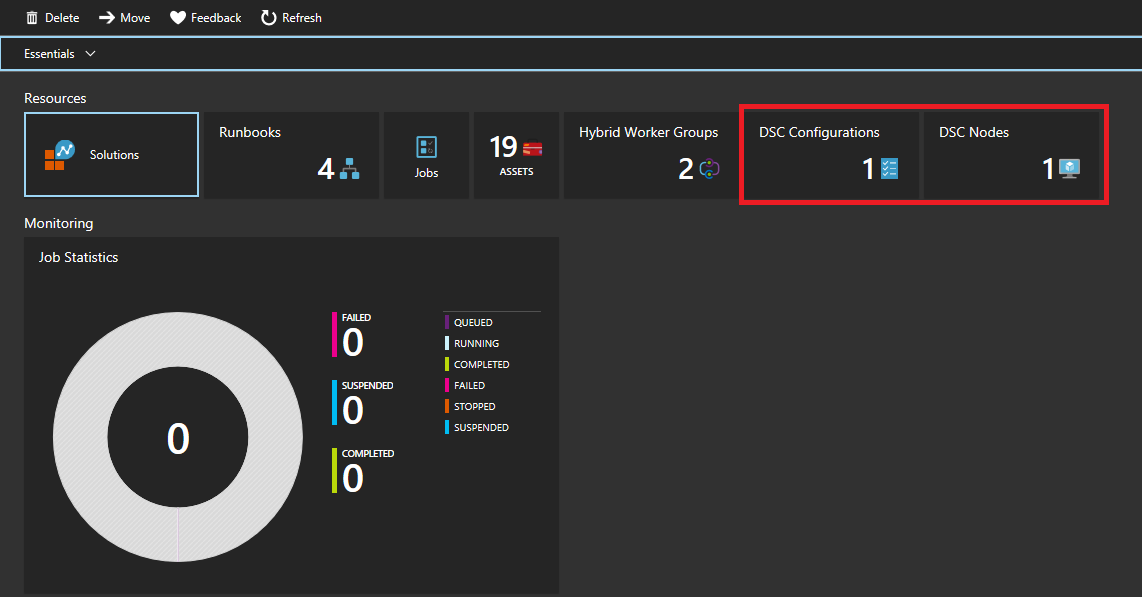 Delete Move Feedback Refresh
Essentials
Resources
Solutions
Runbooks
4
Jobs
19
ASSETS
Hybrid Worker Groups
2
DSC Configurations
1
DSC Nodes
1
Monitoring
Job Statistics
0
FAILED
0
SUSPENDED
0
COMPLETED
0
QUEUED
RUNNING
COMPLETED
FAILED
STOPPED
SUSPENDED